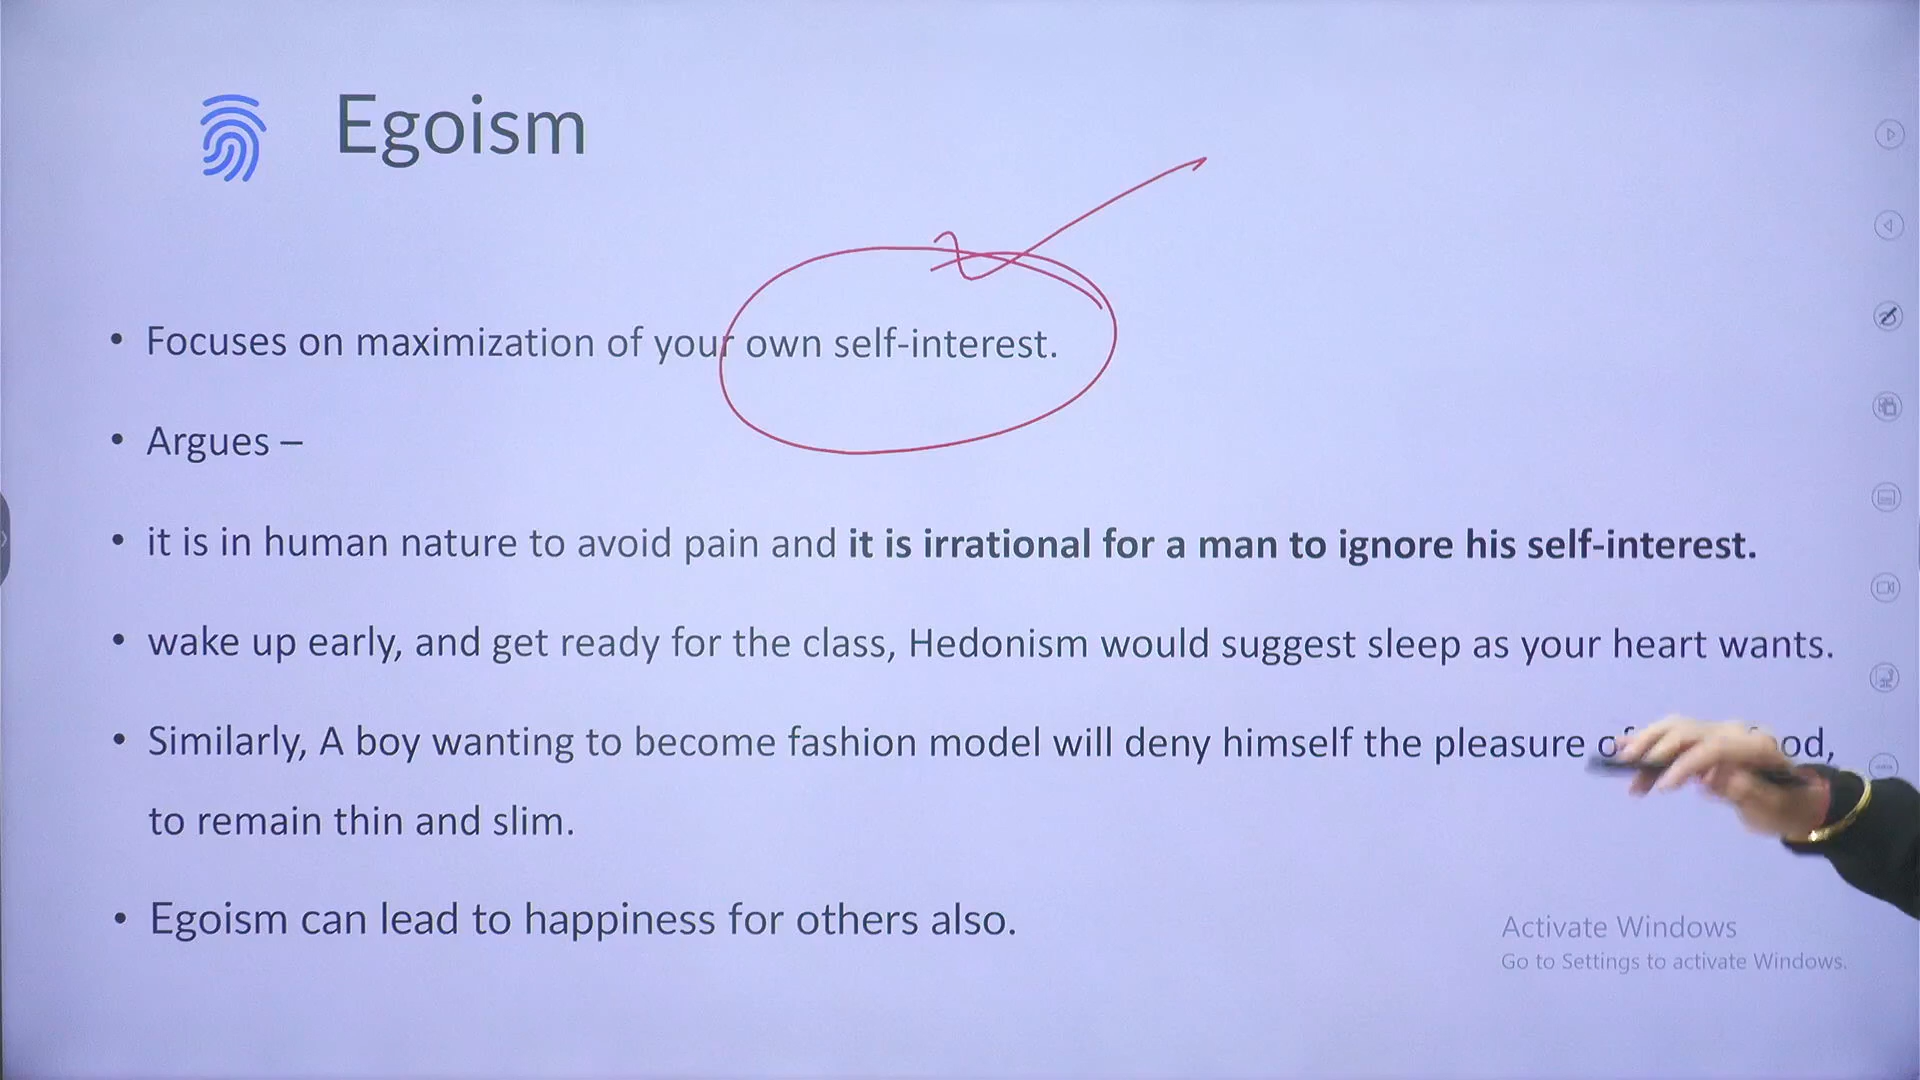 Egoism
• Focuses on maximization of your own self-interest.
• Argues –
• it is in human nature to avoid pain and it is irrational for a man to ignore his self-interest.
• wake up early, and get ready for the class, Hedonism would suggest sleep as your heart wants.
• Similarly, A boy wanting to become fashion model will deny himself the pleasure
to remain thin and slim.
• Egoism can lead to happiness for others also.
Activate Windows
Go to Settings to activate Windows.